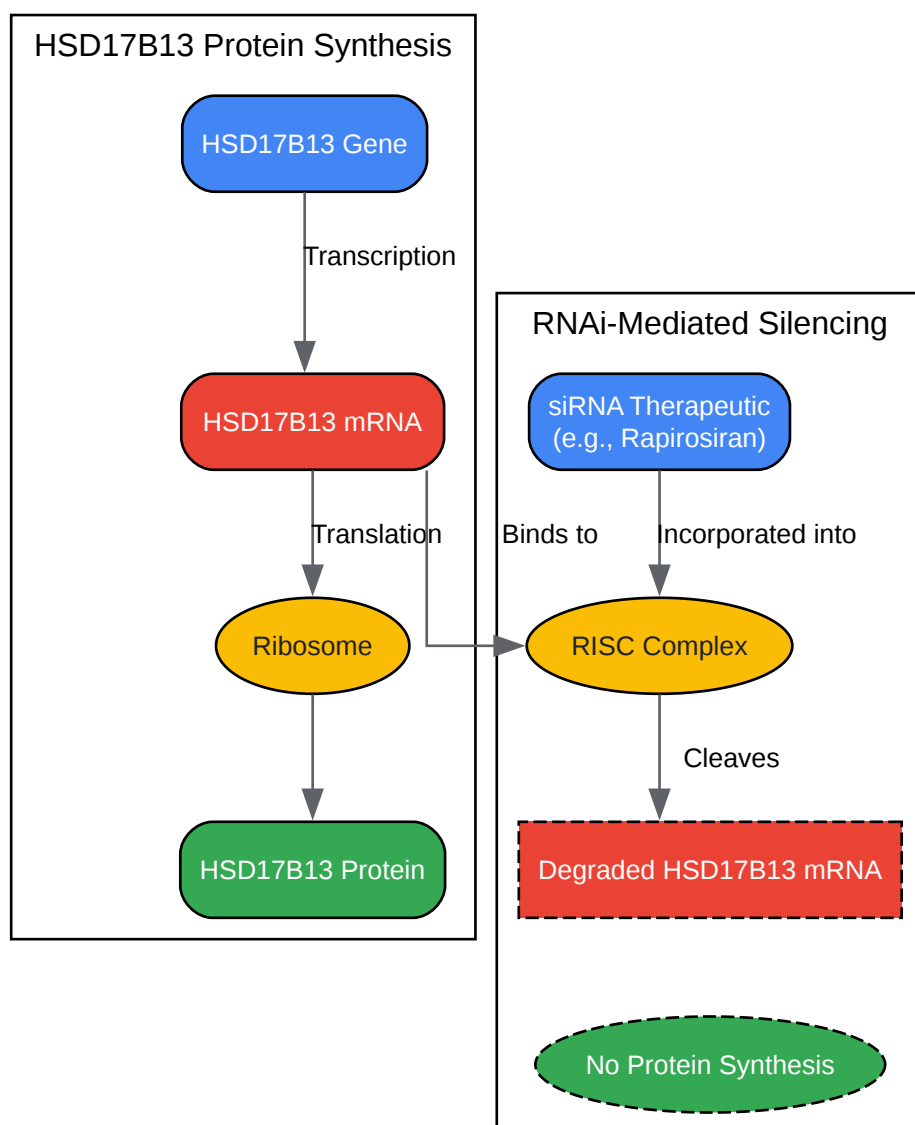 HSD17B13 Protein Synthesis
HSD17B13 Gene
Transcription
HSD17B13 mRNA
Translation
Ribosome
HSD17B13 Protein
RNAi-Mediated Silencing
siRNA Therapeutic
(e.g., Rapirosiran)
Binds to
Incorporated into
RISC Complex
Cleaves
Degraded HSD17B13 mRNA
No Protein Synthesis